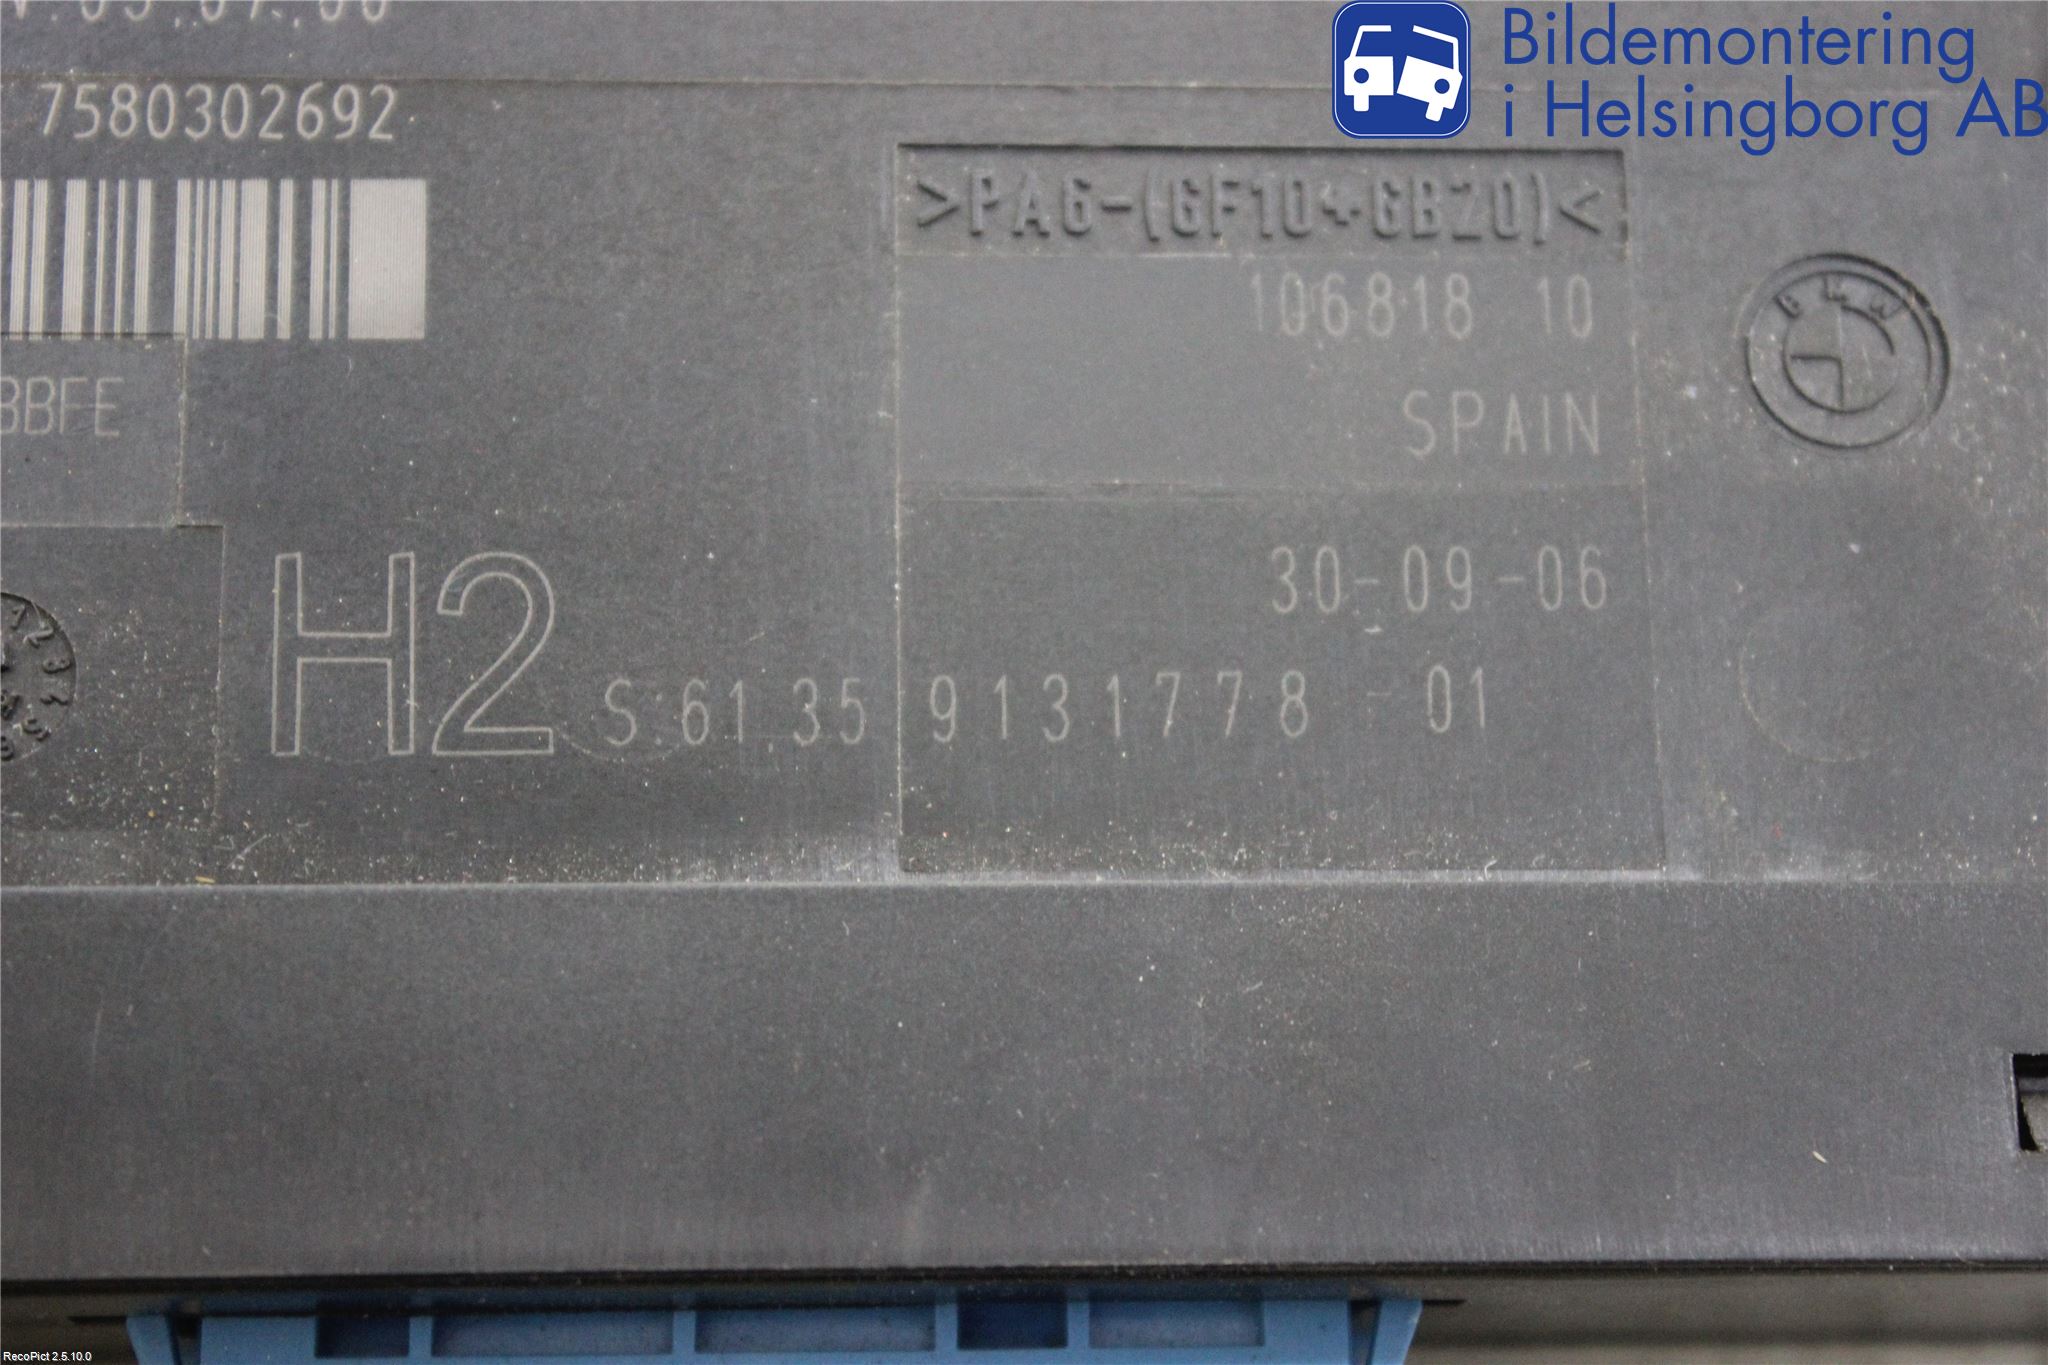 Bildemontering
i Helsingborg AB
7580302692
>PA6-(GF10+GB20)<
106818 10
BMW
SPAIN
BBFE
30-09-06
H2
S:61.35 9131778-01
RecoPict 2.5.10.0